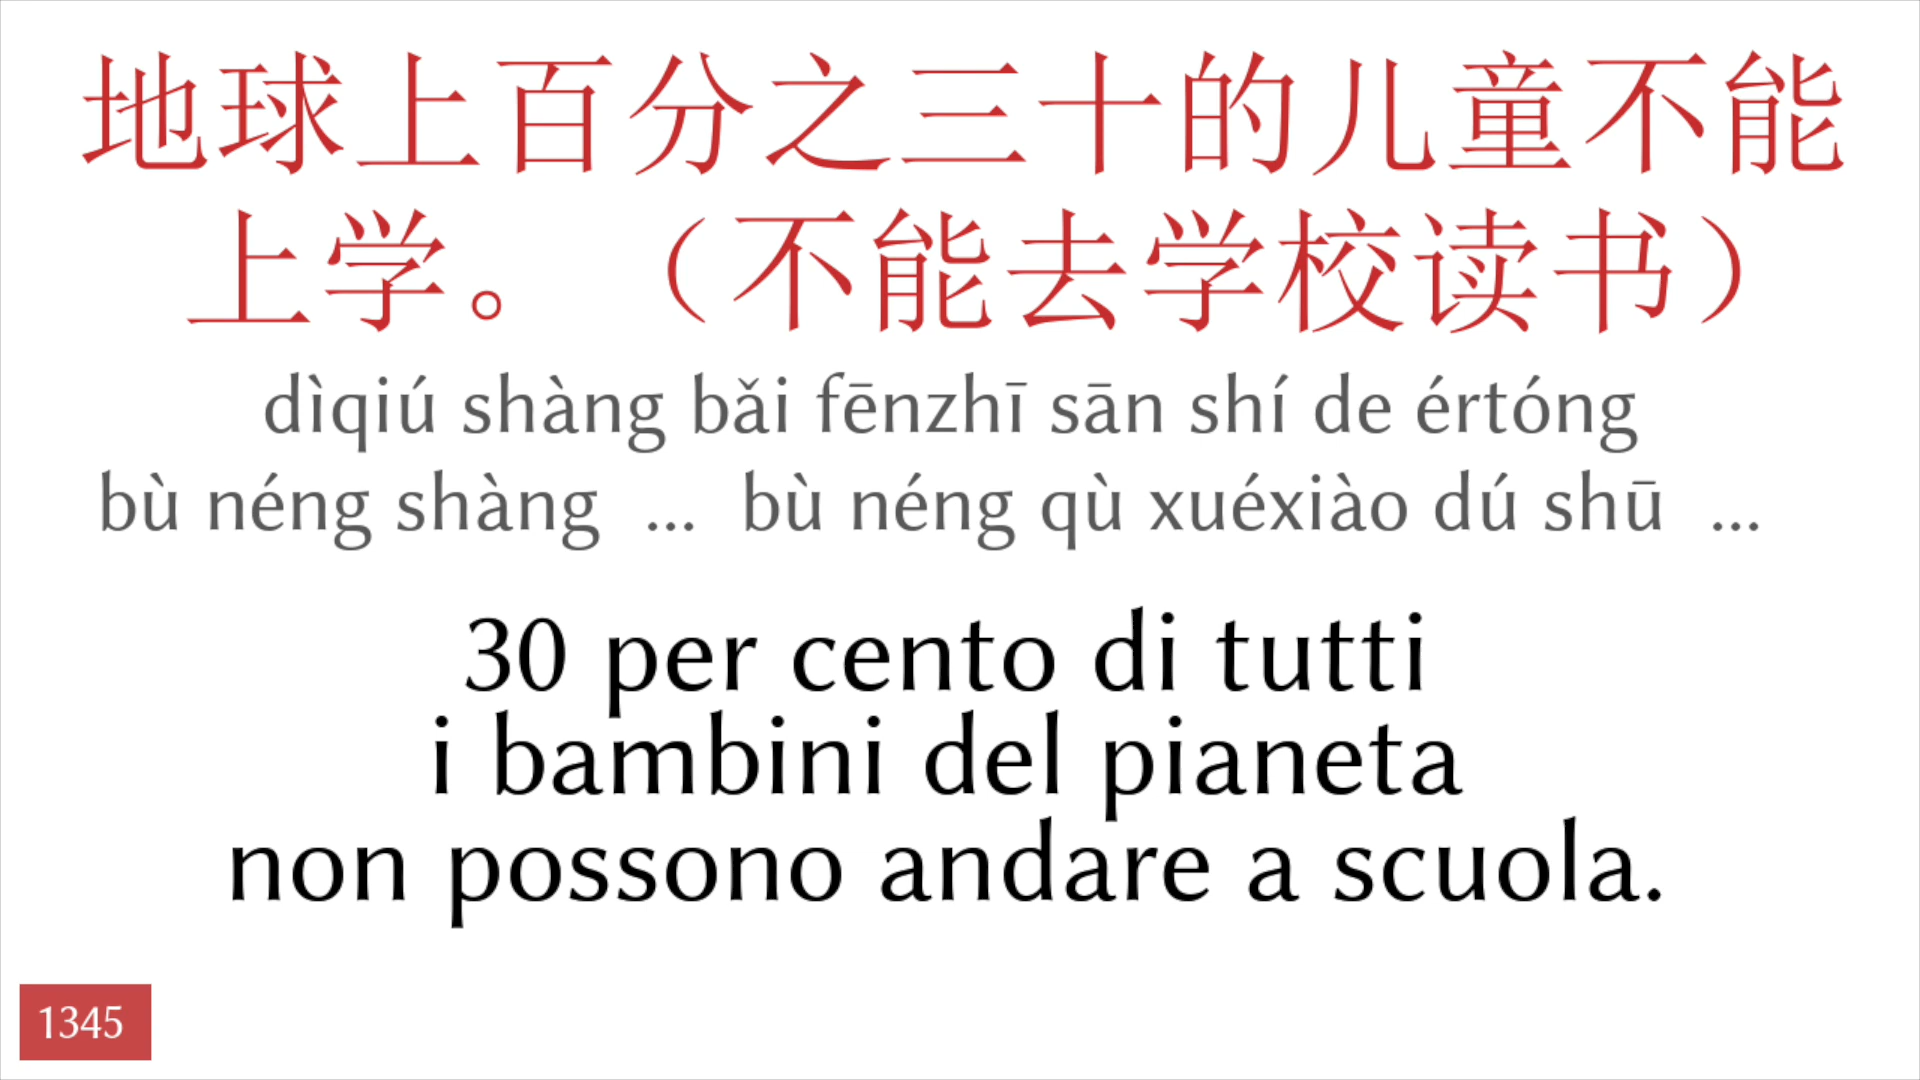 地球上百分之三十的儿童不能
上学。（不能去学校读书）
dìqiú shàng bǎi fēnzhī sān shí de értóng
bù néng shàng ... bù néng qù xuéxiào dú shū ...
30 per cento di tutti
i bambini del pianeta
non possono andare a scuola.
1345